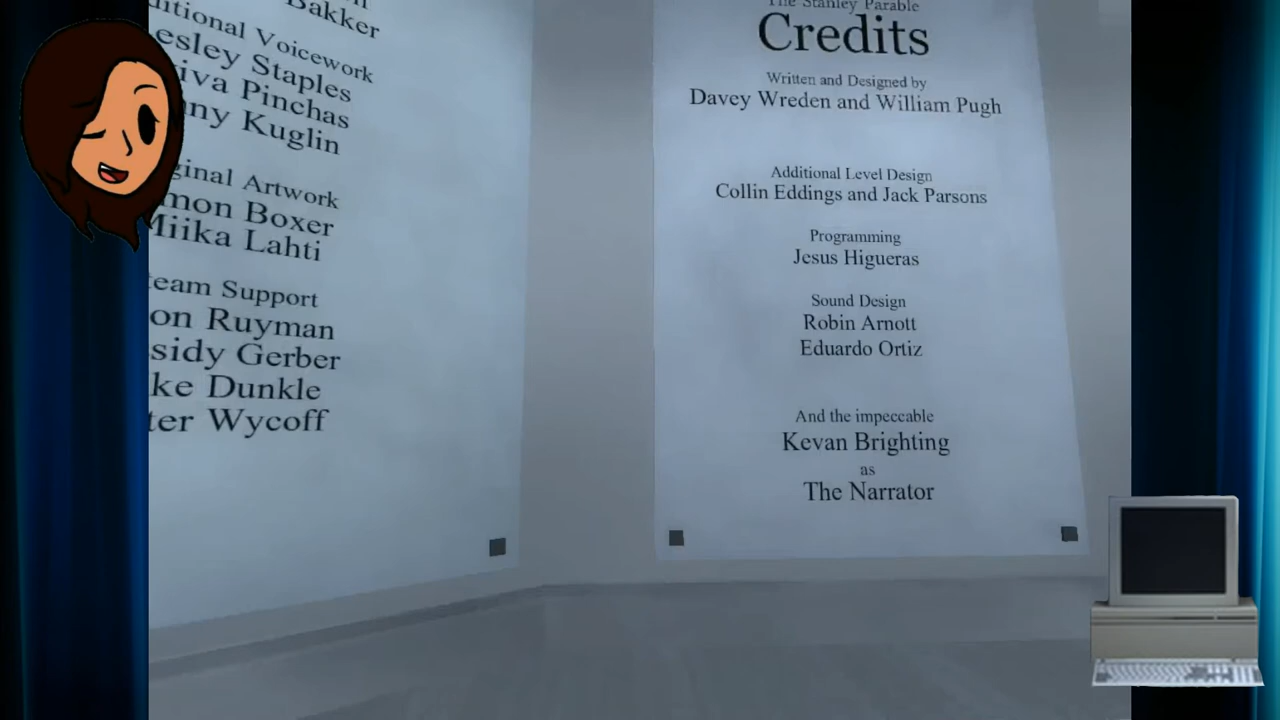 Bakker
Voicework
Staples
Pinchas
Kuglin
Artwork
Boxer
Lahti
Support
Ruyman
Gerber
Dunkle
Wycoff
The Stanley Parable
Credits
Written and Designed by
Davey Wreden and William Pugh
Additional Level Design
Collin Eddings and Jack Parsons
Programming
Jesus Higueras
Sound Design
Robin Arnott
Eduardo Ortiz
And the impeccable
Kevan Brighting
as
The Narrator